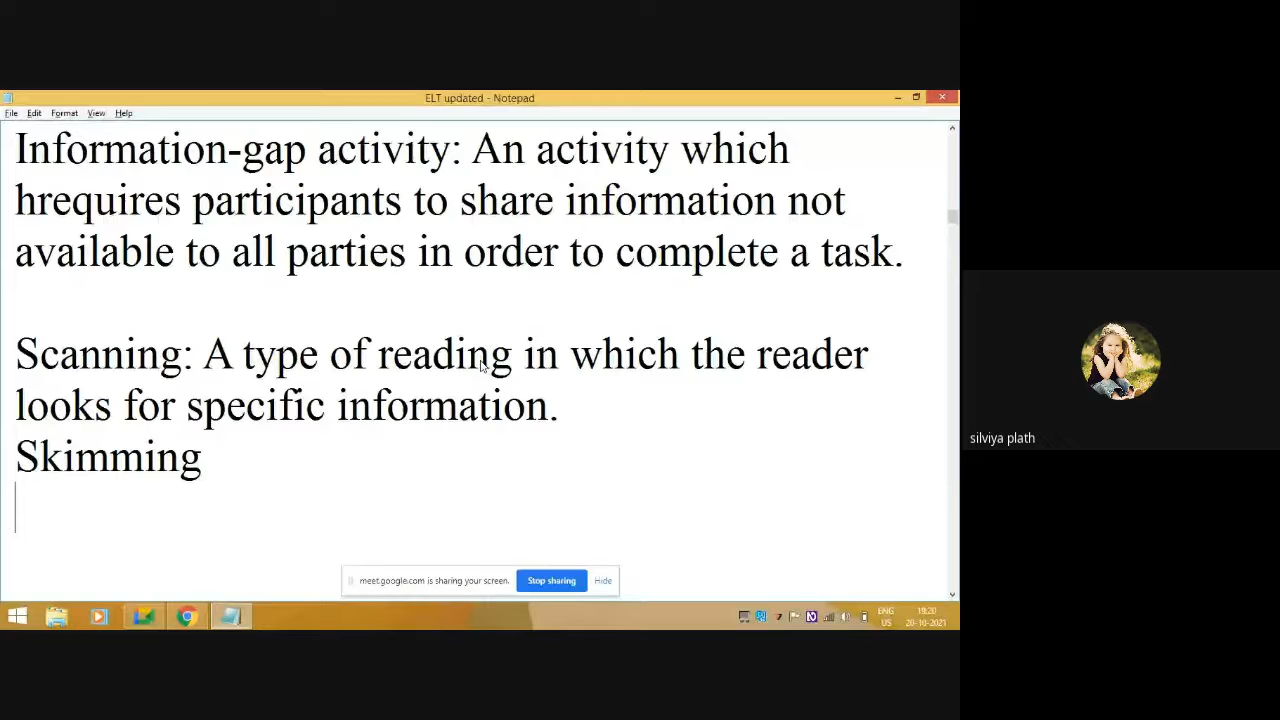 ELT updated - Notepad
File Edit Format View Help
Information-gap activity: An activity which
hrequires participants to share information not
available to all parties in order to complete a task.
Scanning: A type of reading in which the reader
looks for specific information.
Skimming
silviya plath
meet.google.com is sharing your screen. Stop sharing Hide
ENG 19:20
US 20-10-2021